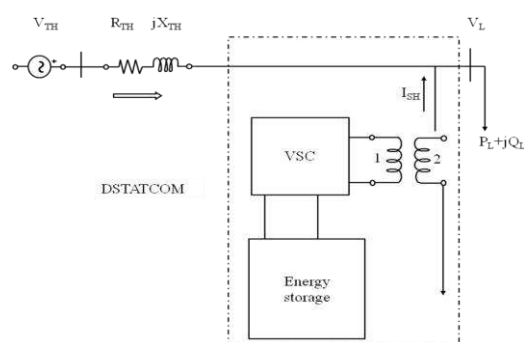 V_TH
R_TH
jX_TH
V_L
I_SH
P_L+jQ_L
VSC
1
2
DSTATCOM
Energy
storage